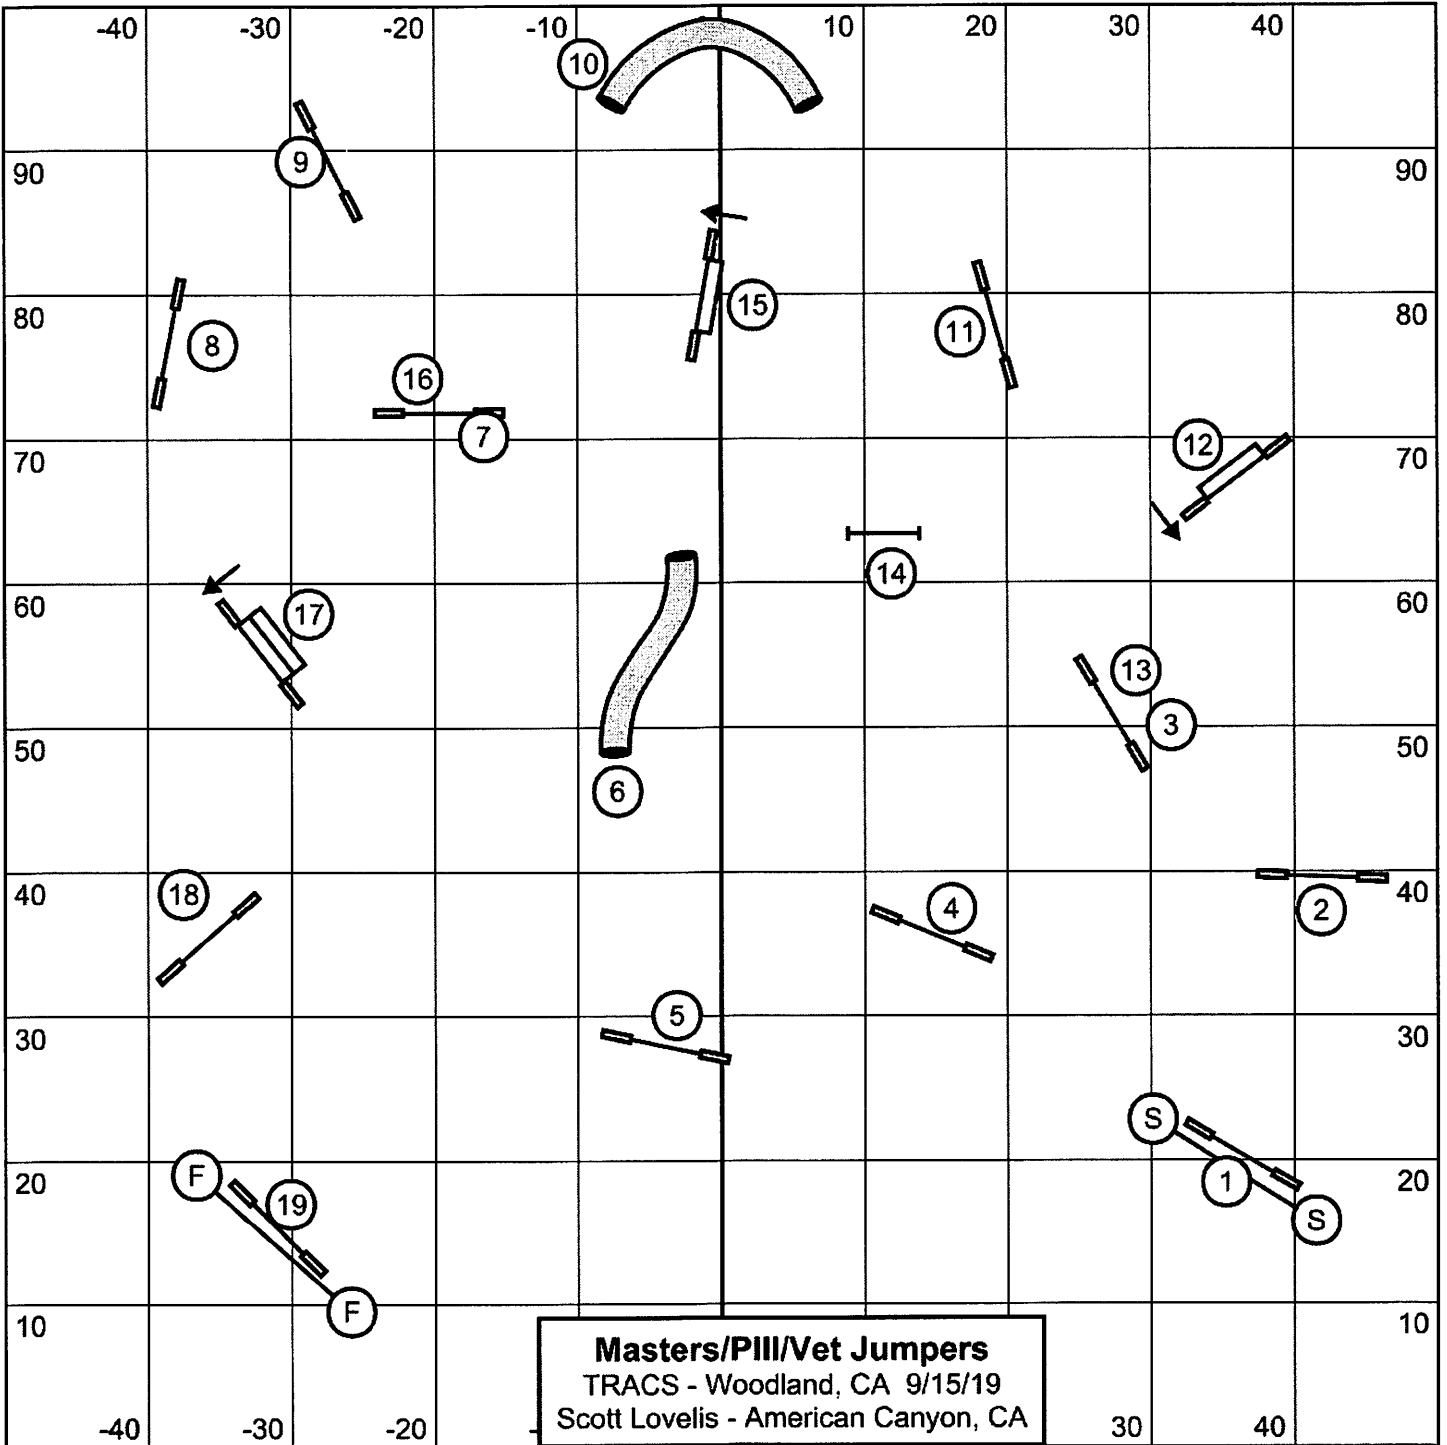 -40 -30 -20 -10 10 20 30 40
10
9
90 90
15
80 11 80
8
16
7
12
70 70
14
60 17 60
13
3
50 50
6
40 18 4 2 40
5
30 30
S
F
20 19 1 20
S
F
10 10
Masters/PIII/Vet Jumpers
TRACS - Woodland, CA 9/15/19
Scott Lovelis - American Canyon, CA
-40 -30 -20 - 30 40